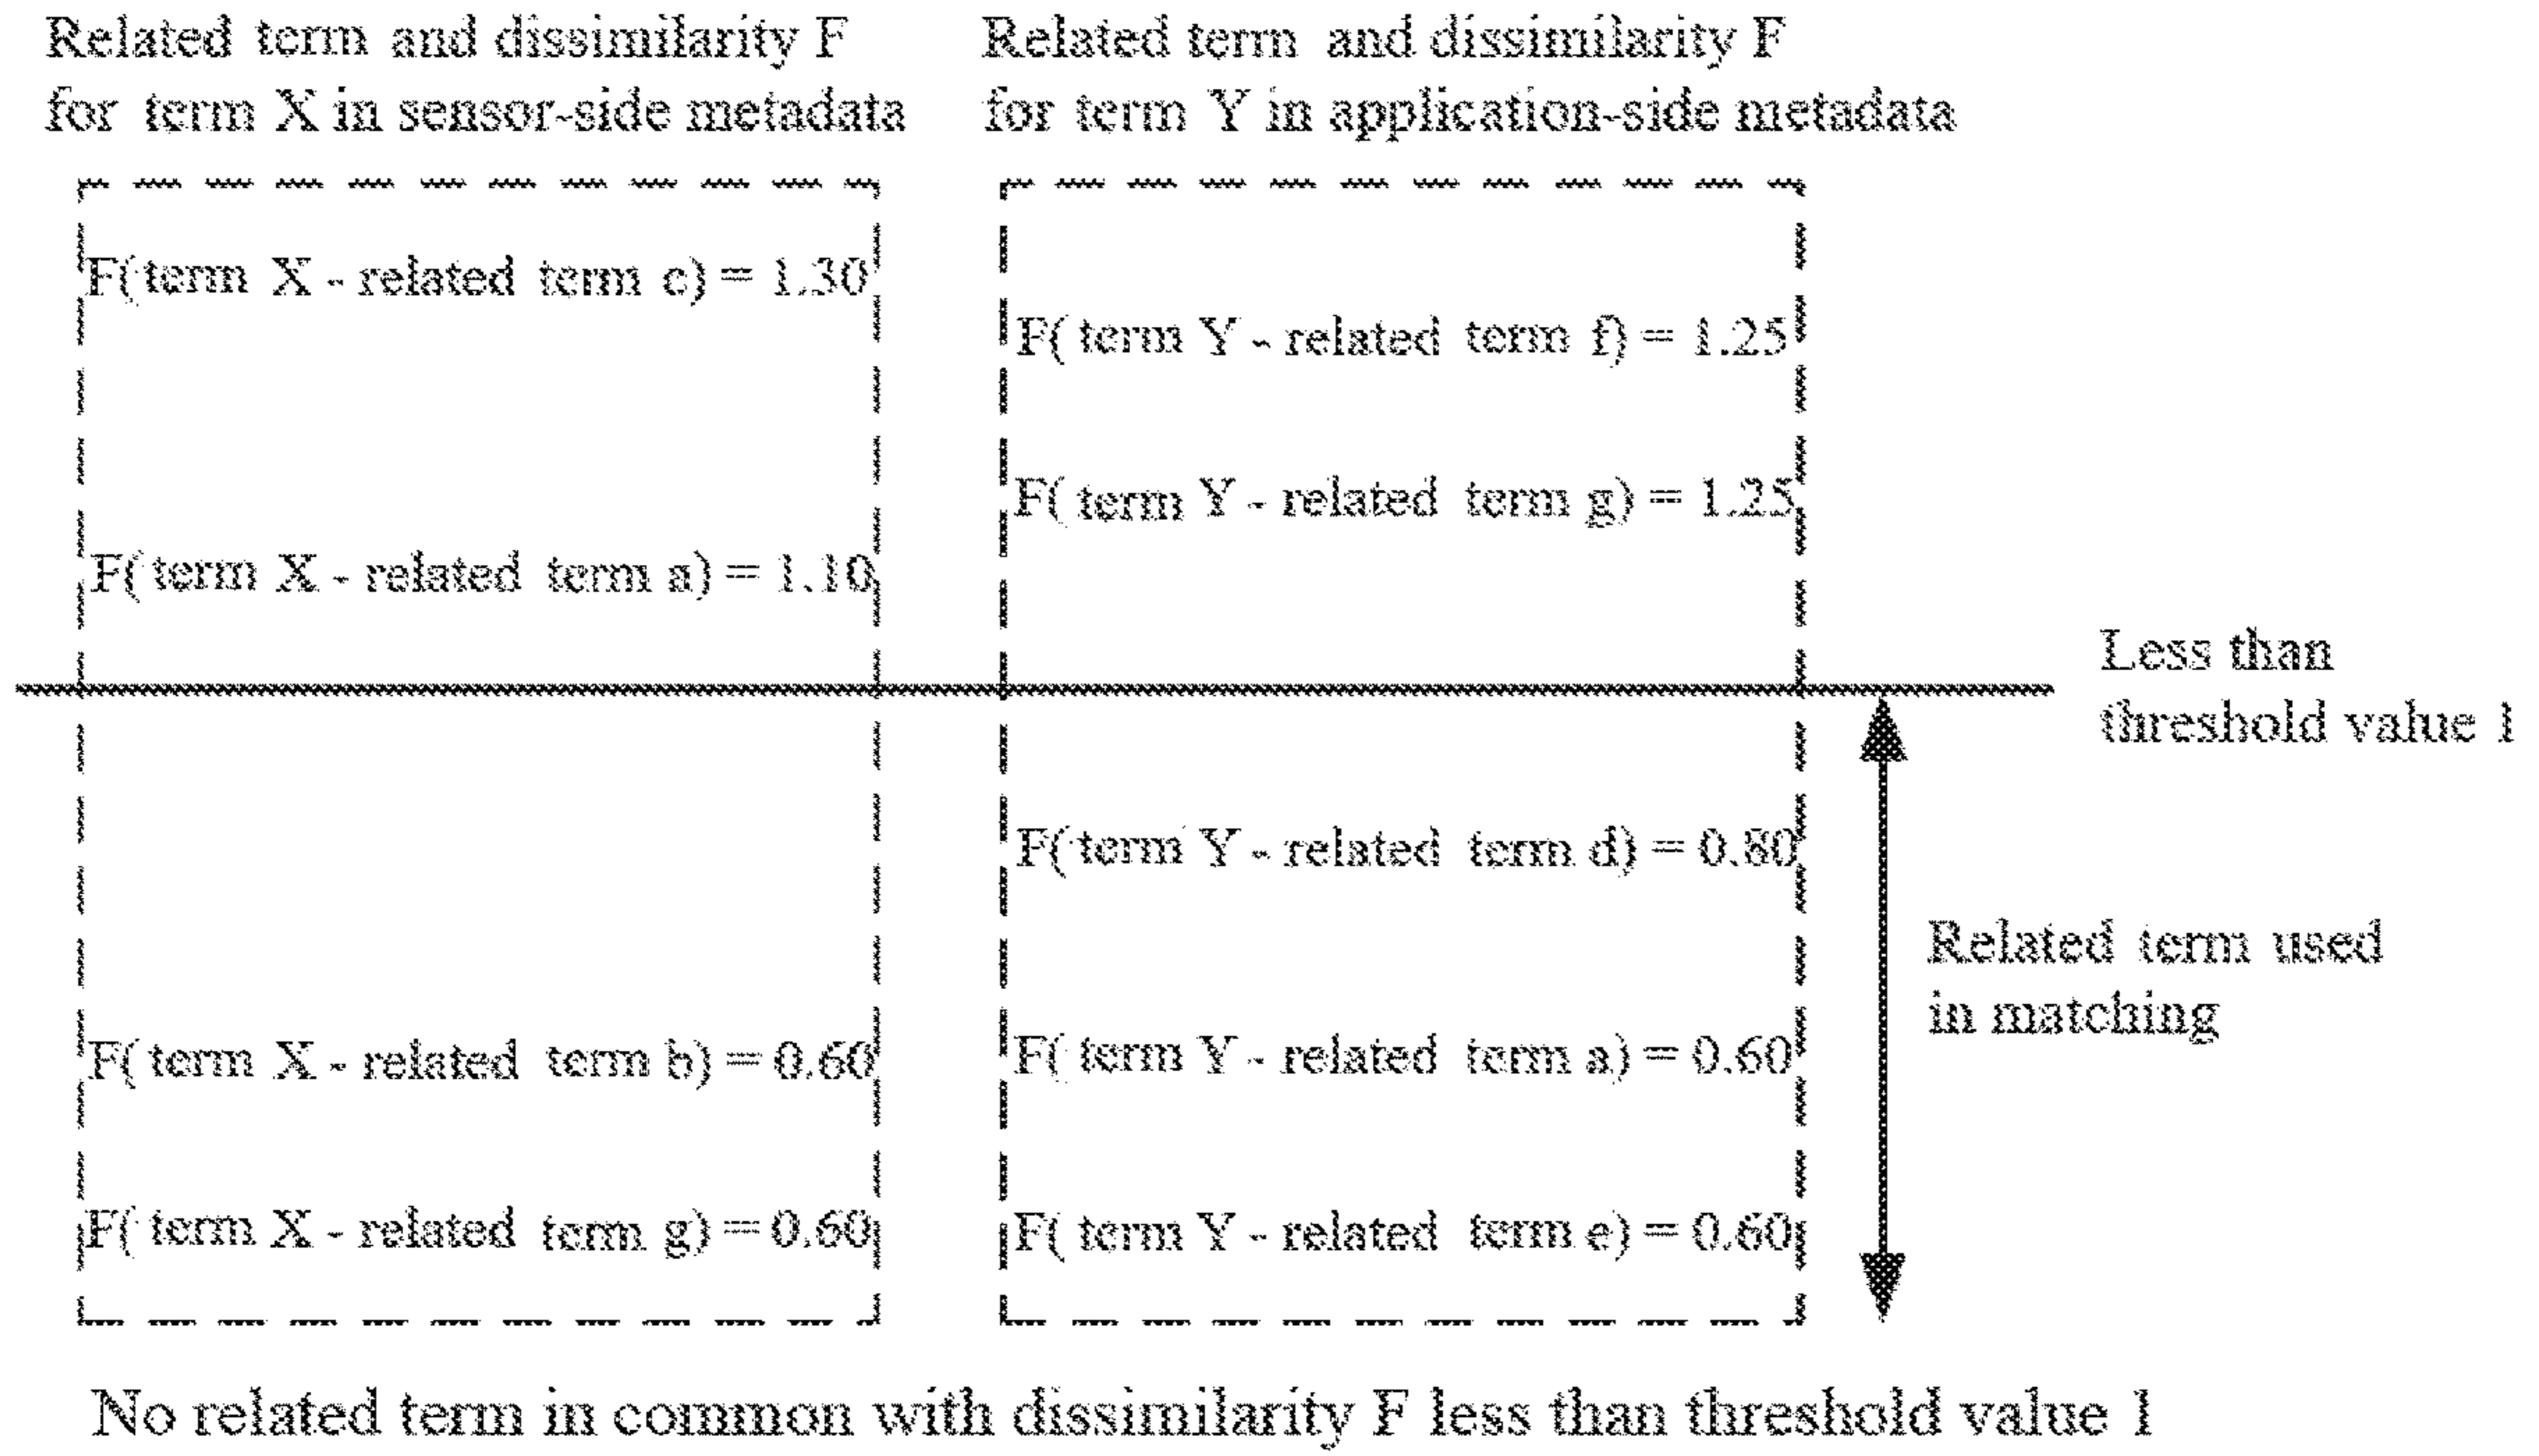 Related term and dissimilarity F
for term X in sensor-side metadata
Related term and dissimilarity F
for term Y in application-side metadata
F(term X - related term c) = 1.30
F(term X - related term a) = 1.10
F(term X - related term b) = 0.60
F(term X - related term g) = 0.60
F(term Y - related term f) = 1.25
F(term Y - related term g) = 1.25
F(term Y - related term d) = 0.80
F(term Y - related term a) = 0.60
F(term Y - related term e) = 0.60
Less than
threshold value 1
Related term used
in matching
No related term in common with dissimilarity F less than threshold value 1